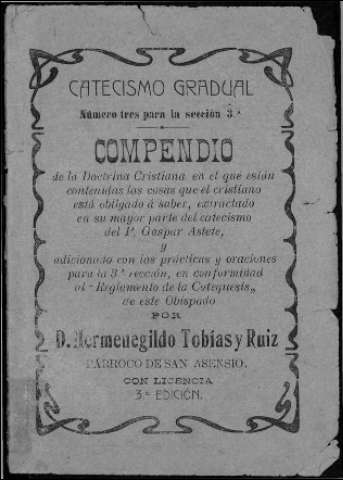 CATECISMO GRADUAL
Número tres para la sección 3.ª
COMPENDIO
de la Doctrina Cristiana en el que están
contenidas las cosas que el cristiano
está obligado á saber, extractado
en su mayor parte del catecismo
del P. Gaspar Astete,
y
adicionado con las prácticas y oraciones
para la 3.ª sección, en conformidad
al "Reglamento de la Catequesis„
de este Obispado
POR
D. Hermenegildo Tobías y Ruiz
PÁRROCO DE SAN ASENSIO.
CON LICENCIA
3.ª EDICIÓN.